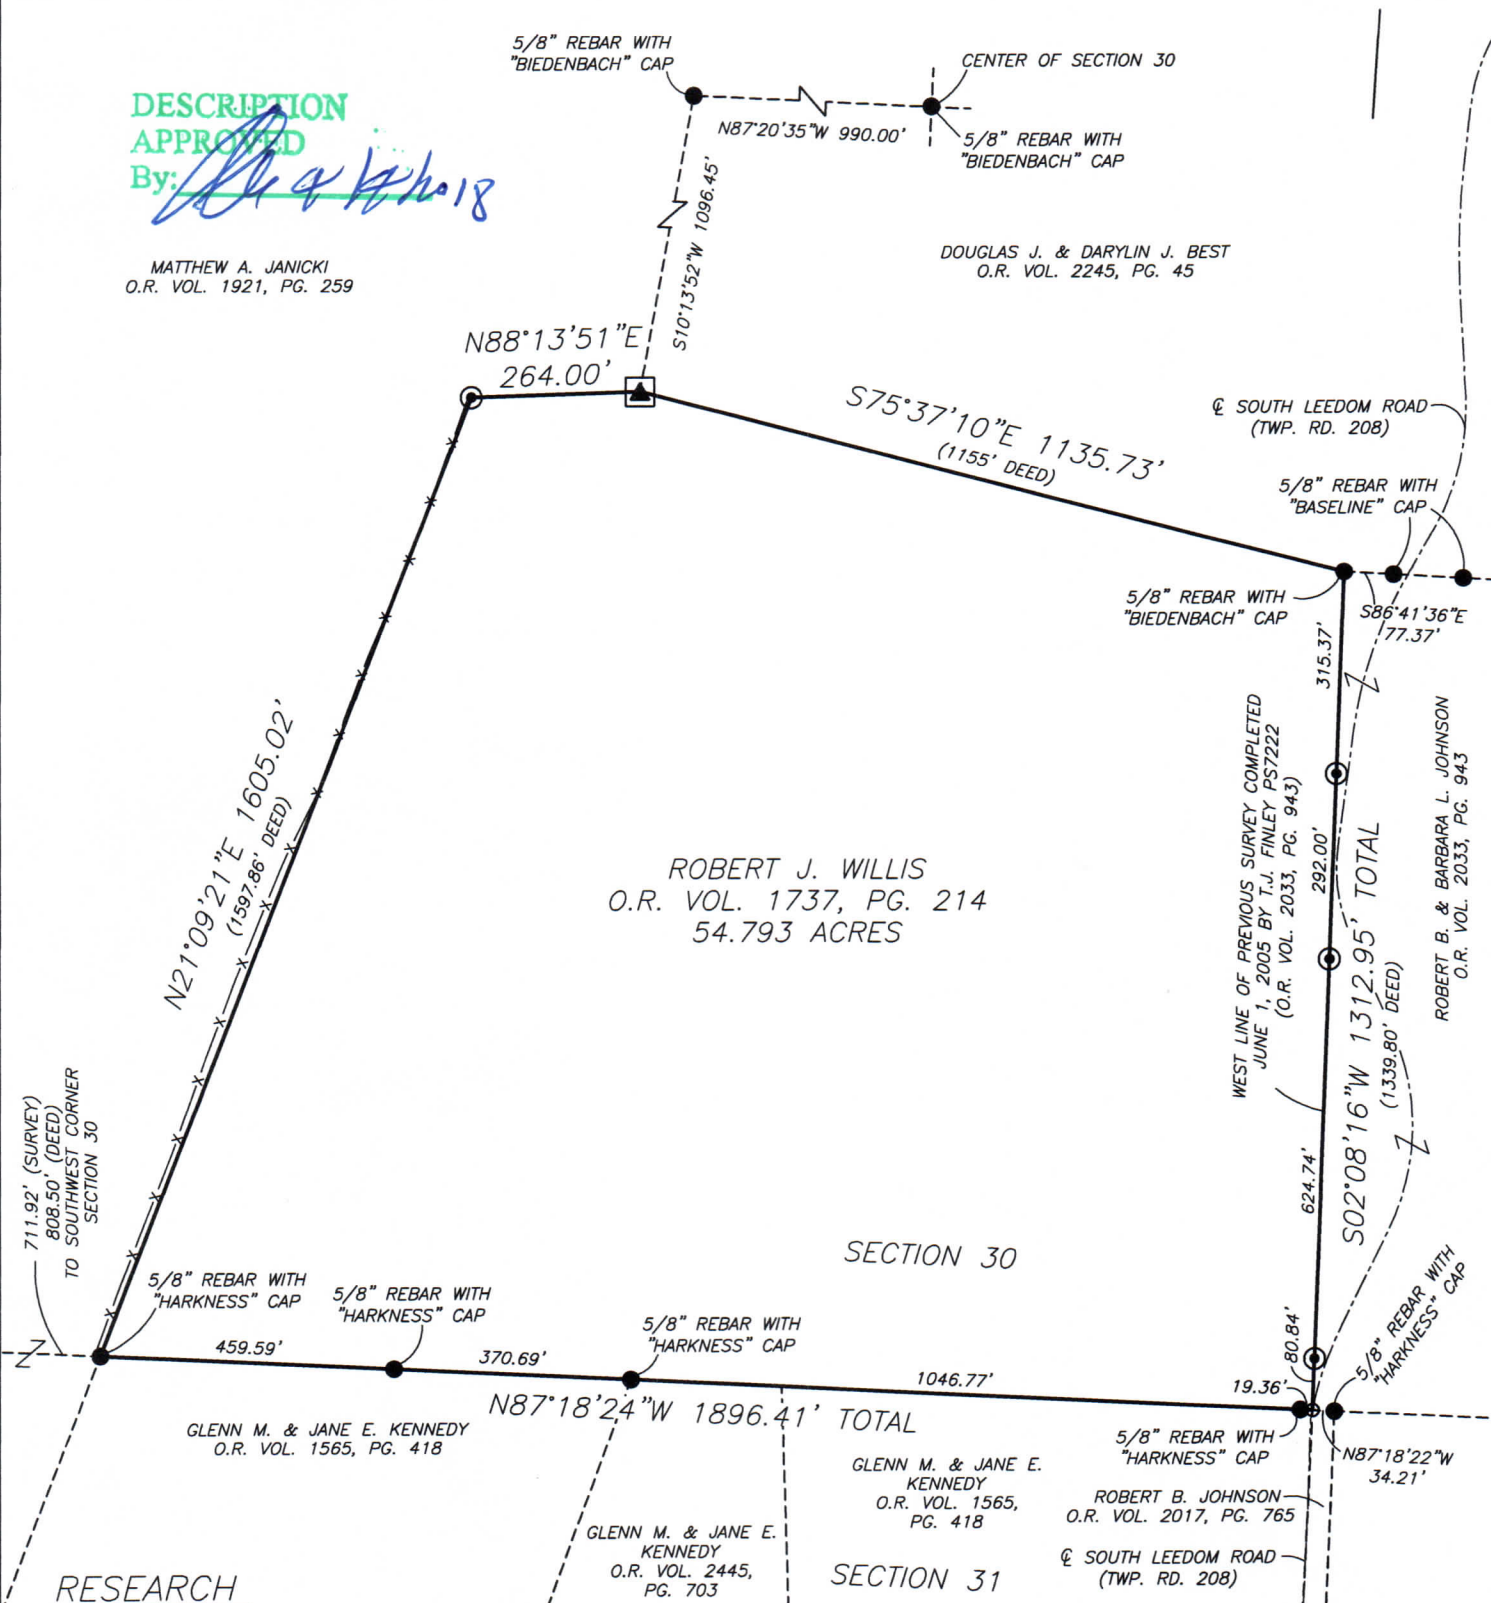 5/8" REBAR WITH
"BIEDENBACH" CAP
CENTER OF SECTION 30
N87°20'35"W 990.00'
5/8" REBAR WITH
"BIEDENBACH" CAP
DESCRIPTION
APPROVED
By:
S10°13'52"W 1096.45'
MATTHEW A. JANICKI
O.R. VOL. 1921, PG. 259
DOUGLAS J. & DARYLIN J. BEST
O.R. VOL. 2245, PG. 45
N88°13'51"E
264.00'
S75°37'10"E 1135.73'
(1155' DEED)
℄ SOUTH LEEDOM ROAD
(TWP. RD. 208)
5/8" REBAR WITH
"BASELINE" CAP
5/8" REBAR WITH
"BIEDENBACH" CAP
S86°41'36"E
77.37'
315.37'
N21°09'21"E 1605.02'
(1597.86' DEED)
WEST LINE OF PREVIOUS SURVEY COMPLETED
JUNE 1, 2005 BY T.J. FINLEY PS7222
(O.R. VOL. 2033, PG. 943)
292.00'
ROBERT B. & BARBARA L. JOHNSON
O.R. VOL. 2033, PG. 943
ROBERT J. WILLIS
O.R. VOL. 1737, PG. 214
54.793 ACRES
S02°08'16"W 1312.95' TOTAL
(1339.80' DEED)
624.74'
711.92' (SURVEY)
808.50' (DEED)
TO SOUTHWEST CORNER
SECTION 30
SECTION 30
5/8" REBAR WITH
"HARKNESS" CAP
5/8" REBAR WITH
"HARKNESS" CAP
5/8" REBAR WITH
"HARKNESS" CAP
80.84'
5/8" REBAR WITH
"HARKNESS" CAP
459.59'
370.69'
1046.77'
19.36'
N87°18'24"W 1896.41' TOTAL
5/8" REBAR WITH
"HARKNESS" CAP
N87°18'22"W
34.21'
GLENN M. & JANE E. KENNEDY
O.R. VOL. 1565, PG. 418
GLENN M. & JANE E.
KENNEDY
O.R. VOL. 1565,
PG. 418
ROBERT B. JOHNSON
O.R. VOL. 2017, PG. 765
GLENN M. & JANE E.
KENNEDY
O.R. VOL. 2445,
PG. 703
℄ SOUTH LEEDOM ROAD
(TWP. RD. 208)
SECTION 31
RESEARCH